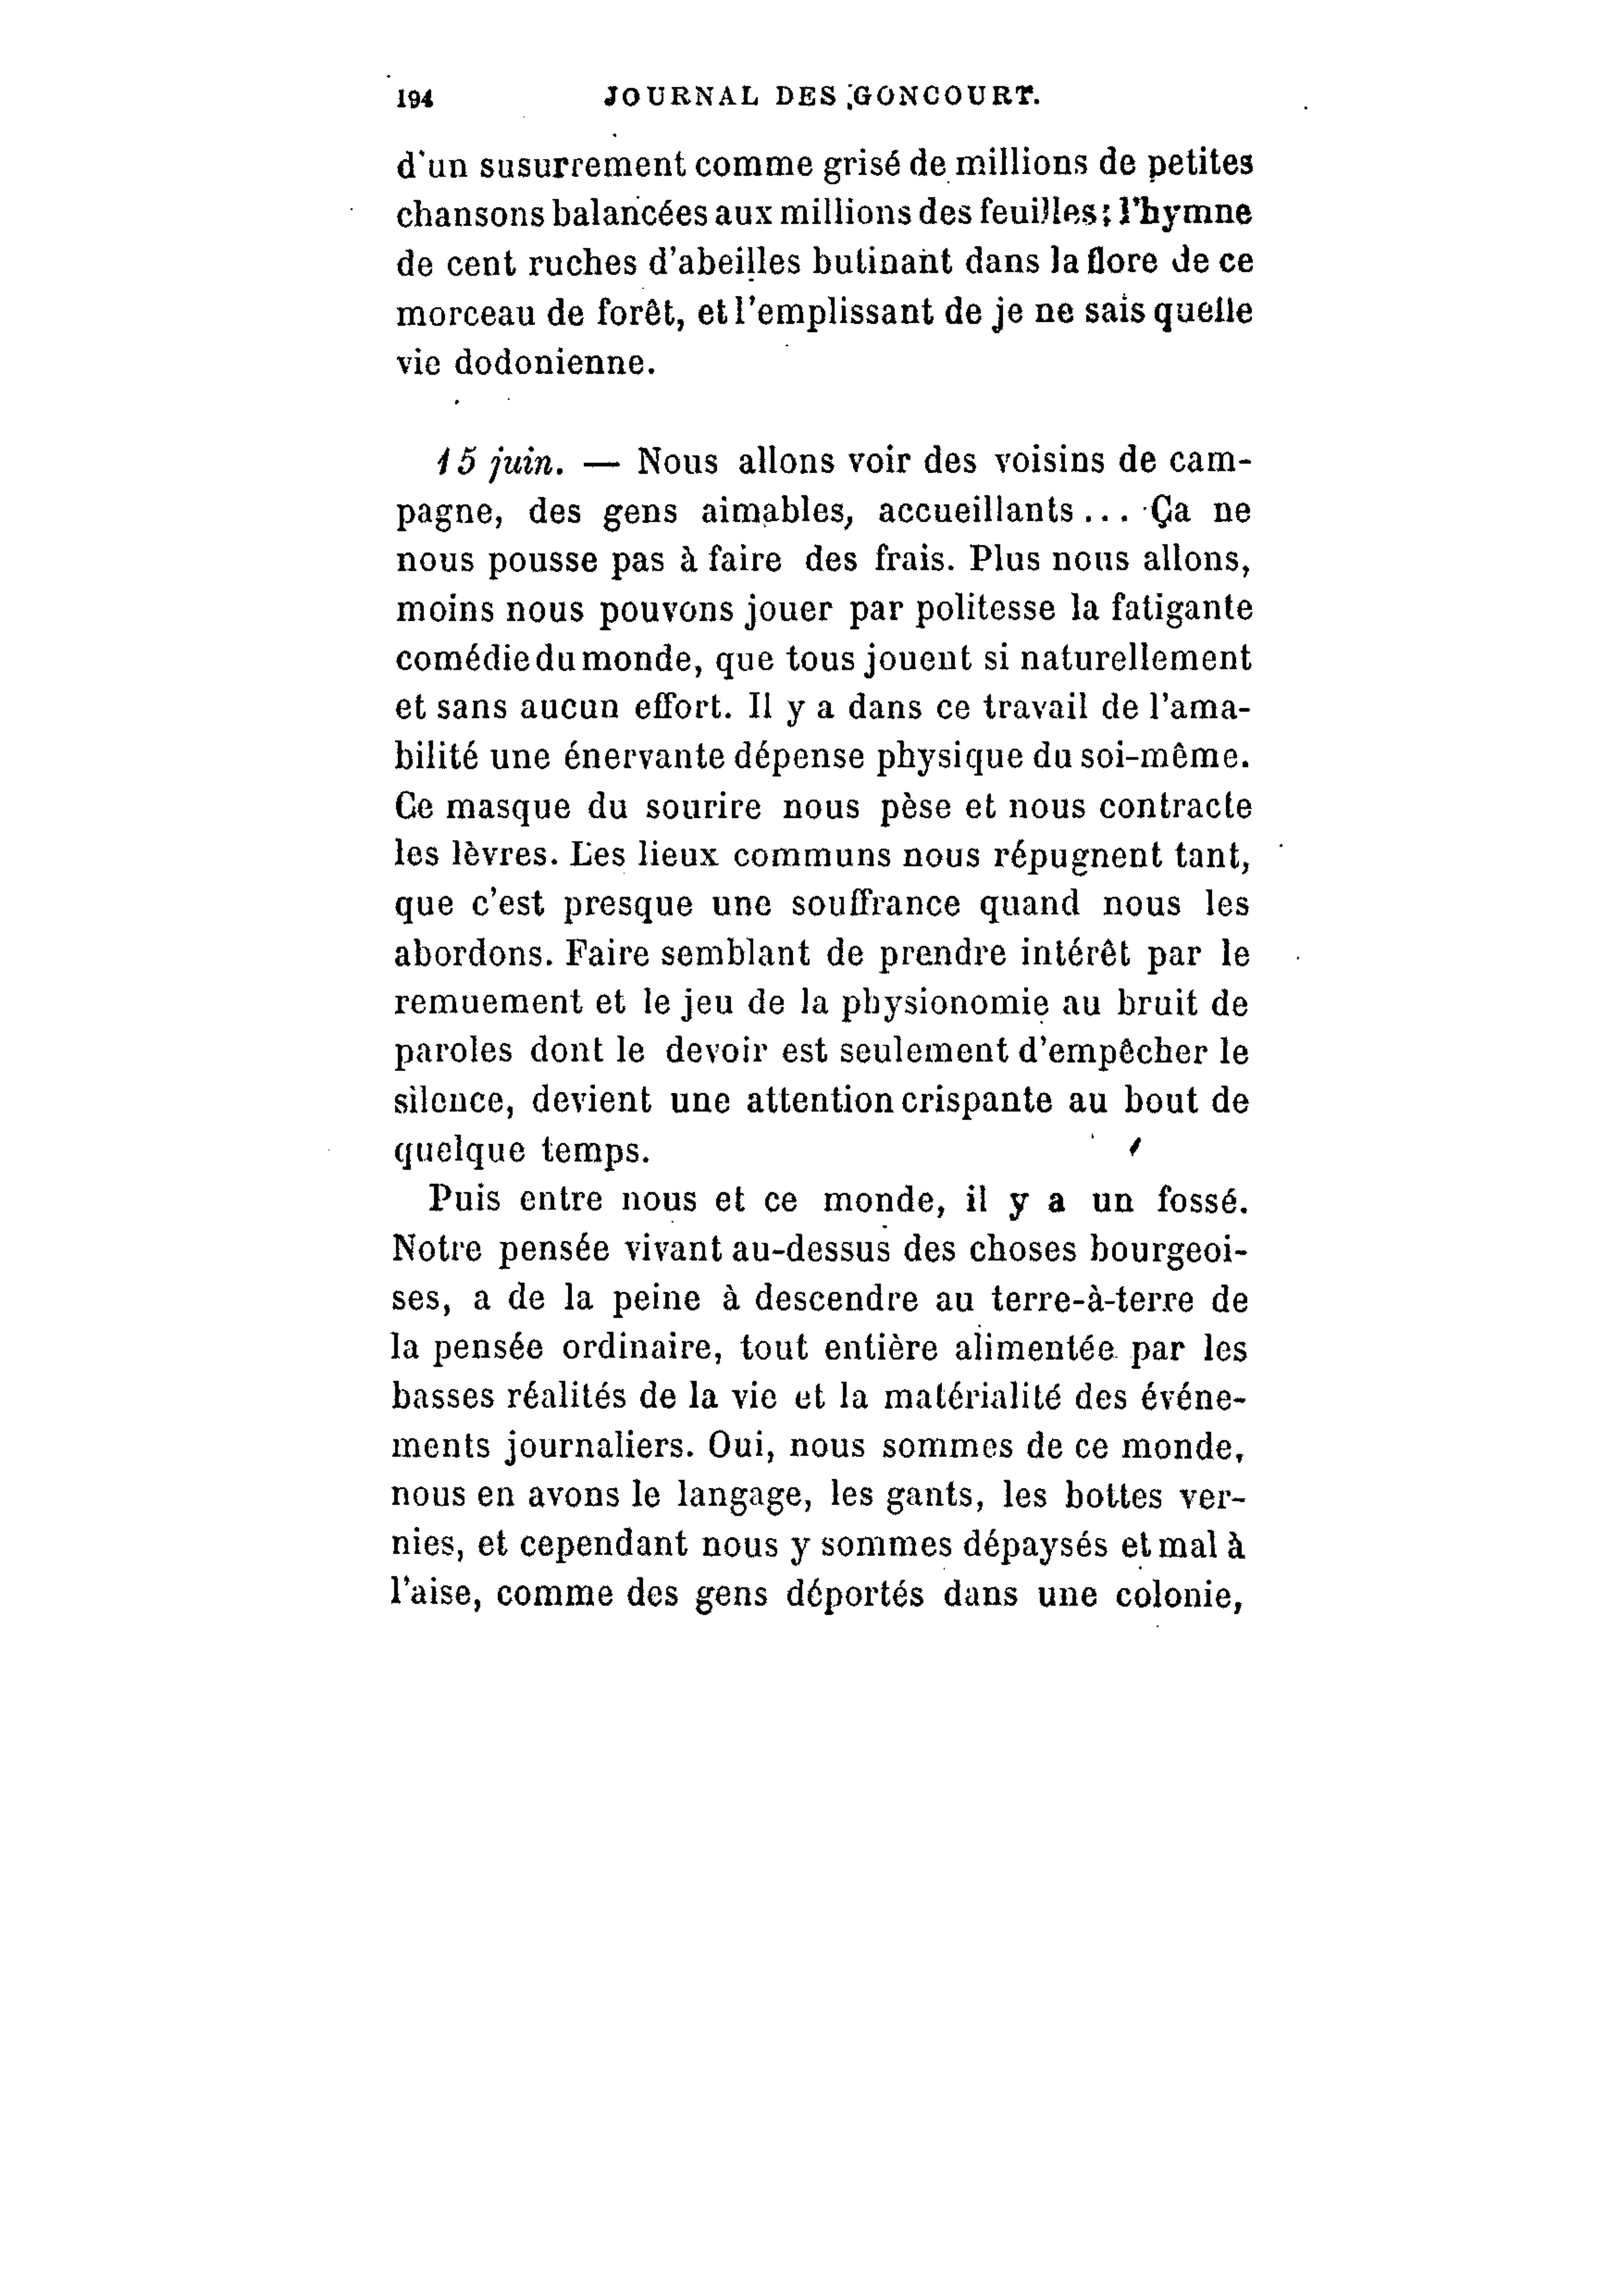 194 JOURNAL DES GONCOURT.
d'un susurrement comme grisé de millions de petites
chansons balancées aux millions des feuilles; l'hymne
de cent ruches d'abeilles butinant dans la flore de ce
morceau de forêt, et l'emplissant de je ne sais quelle
vie dodonienne.
15 juin. — Nous allons voir des voisins de cam-
pagne, des gens aimables, accueillants... Ça ne
nous pousse pas à faire des frais. Plus nous allons,
moins nous pouvons jouer par politesse la fatigante
comédie du monde, que tous jouent si naturellement
et sans aucun effort. Il y a dans ce travail de l'ama-
bilité une énervante dépense physique du soi-même.
Ce masque du sourire nous pèse et nous contracte
les lèvres. Les lieux communs nous répugnent tant,
que c'est presque une souffrance quand nous les
abordons. Faire semblant de prendre intérêt par le
remuement et le jeu de la physionomie au bruit de
paroles dont le devoir est seulement d'empêcher le
silence, devient une attention crispante au bout de
quelque temps.
Puis entre nous et ce monde, il y a un fossé.
Notre pensée vivant au-dessus des choses bourgeoi-
ses, a de la peine à descendre au terre-à-terre de
la pensée ordinaire, tout entière alimentée par les
basses réalités de la vie et la matérialité des événe-
ments journaliers. Oui, nous sommes de ce monde,
nous en avons le langage, les gants, les bottes ver-
nies, et cependant nous y sommes dépaysés et mal à
l'aise, comme des gens déportés dans une colonie,